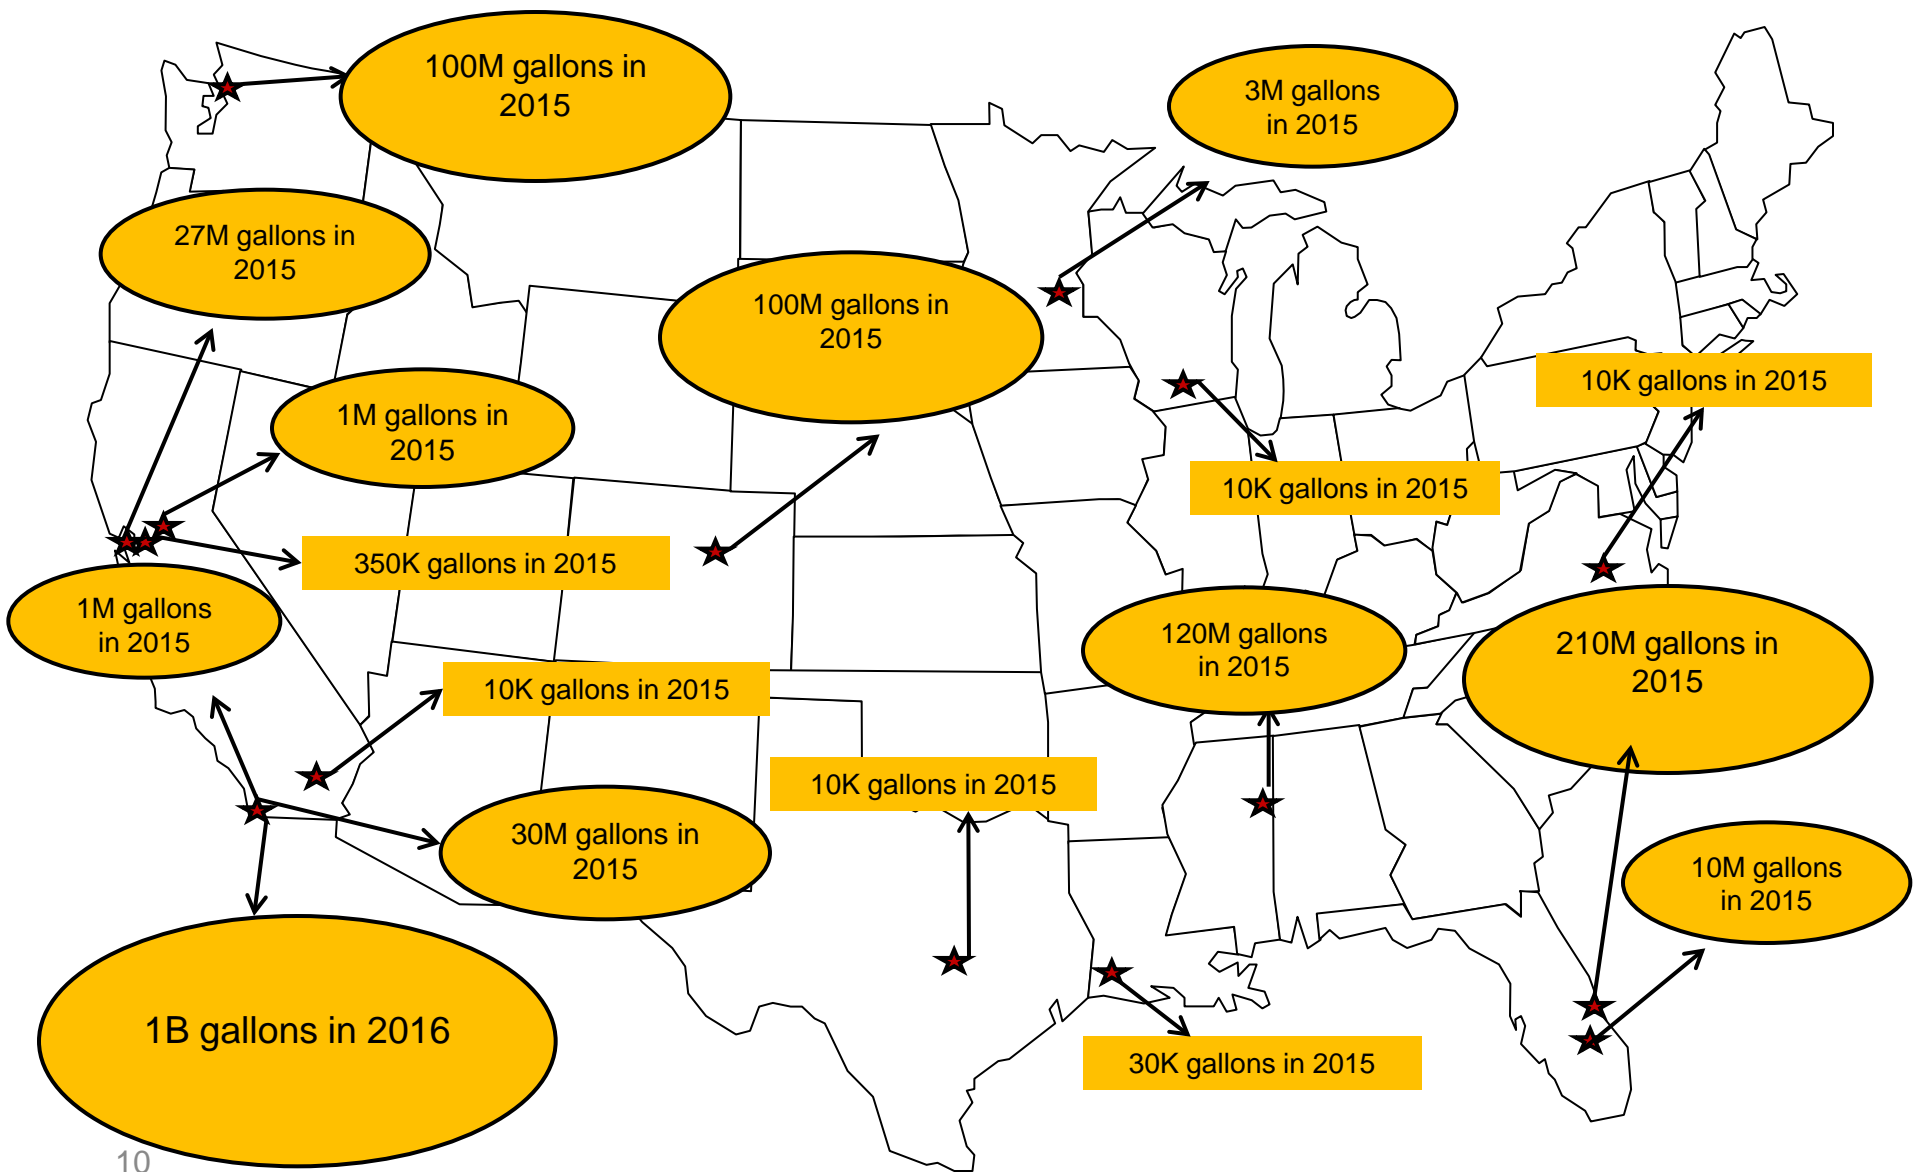 100M gallons in
2015
3M gallons
in 2015
27M gallons in
2015
100M gallons in
2015
10K gallons in 2015
1M gallons in
2015
10K gallons in 2015
350K gallons in 2015
1M gallons
in 2015
120M gallons
in 2015
210M gallons in
2015
10K gallons in 2015
10K gallons in 2015
30M gallons in
2015
10M gallons
in 2015
1B gallons in 2016
30K gallons in 2015
10